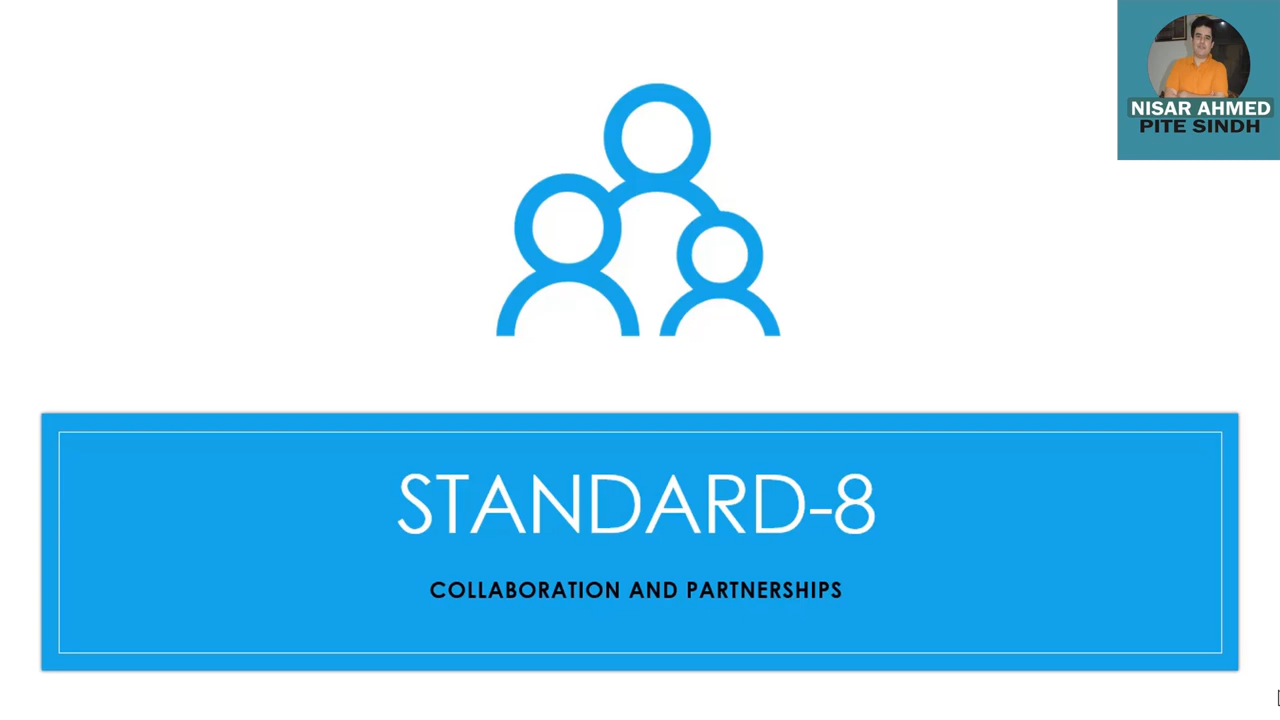 NISAR AHMED
PITE SINDH
STANDARD-8
COLLABORATION AND PARTNERSHIPS